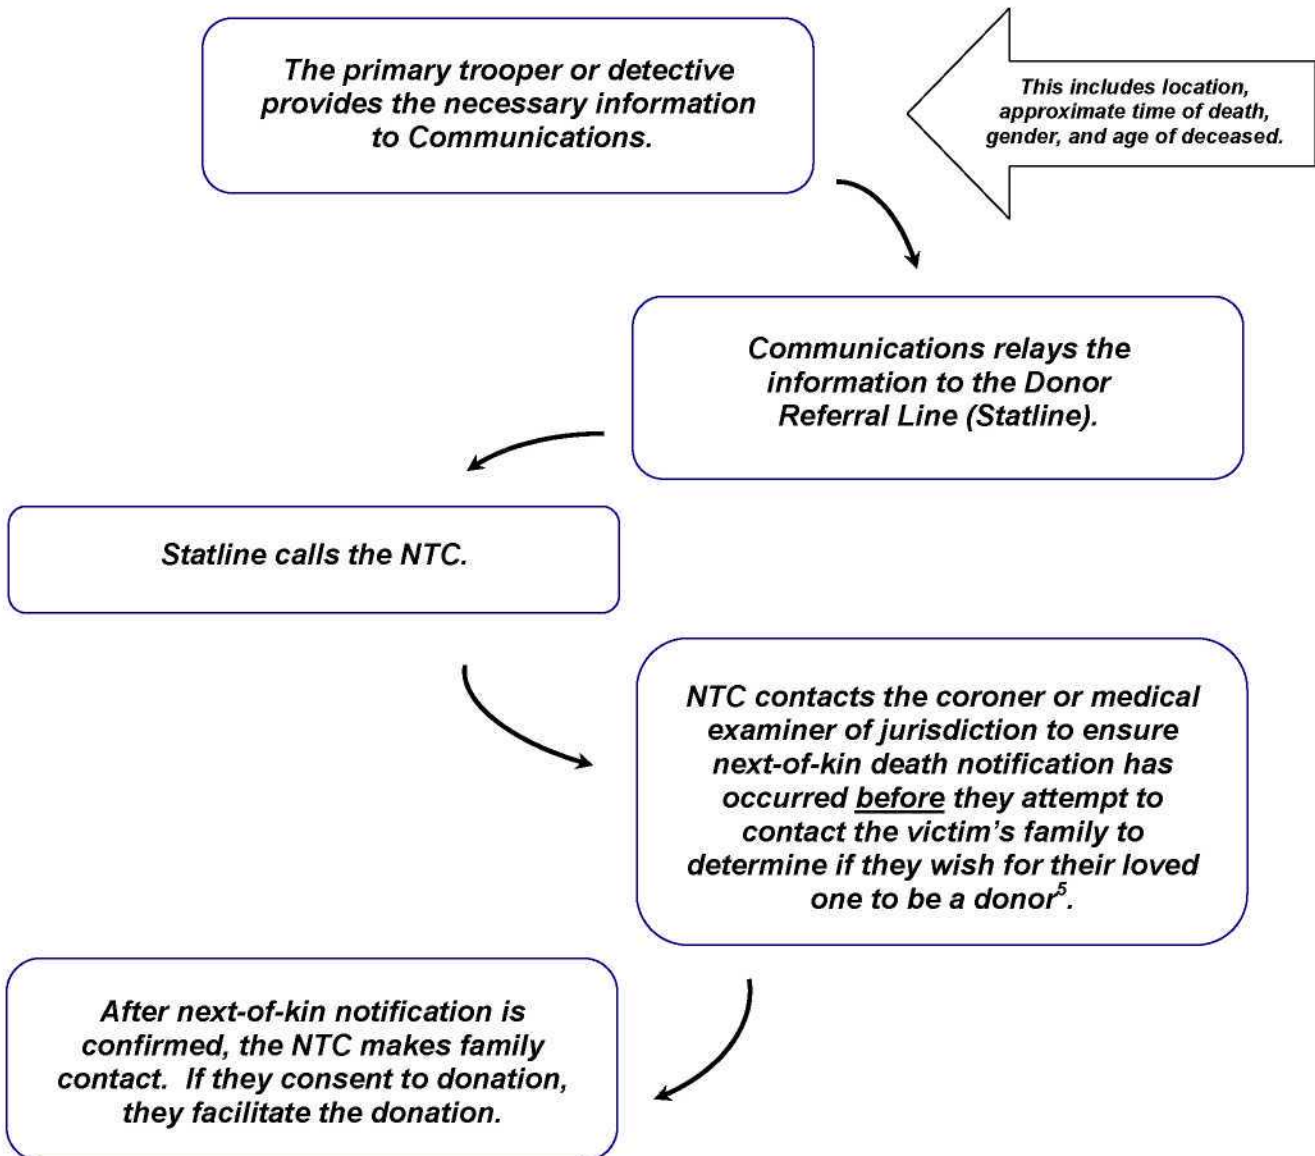 The primary trooper or detective
provides the necessary information
to Communications.
This includes location,
approximate time of death,
gender, and age of deceased.
Communications relays the
information to the Donor
Referral Line (Statline).
Statline calls the NTC.
NTC contacts the coroner or medical
examiner of jurisdiction to ensure
next-of-kin death notification has
occurred before they attempt to
contact the victim’s family to
determine if they wish for their loved
one to be a donor⁵.
After next-of-kin notification is
confirmed, the NTC makes family
contact.  If they consent to donation,
they facilitate the donation.